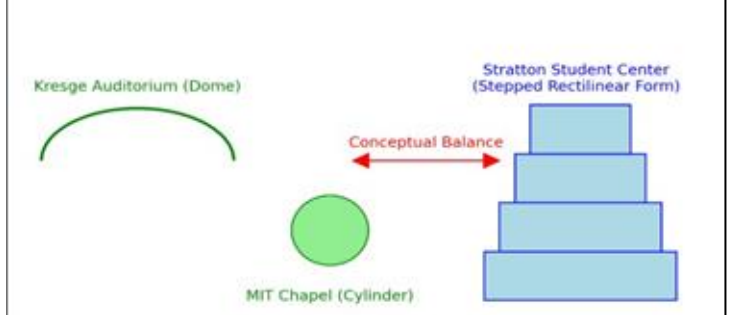 Kresge Auditorium (Dome)
Stratton Student Center
(Stepped Rectilinear Form)
Conceptual Balance
MIT Chapel (Cylinder)